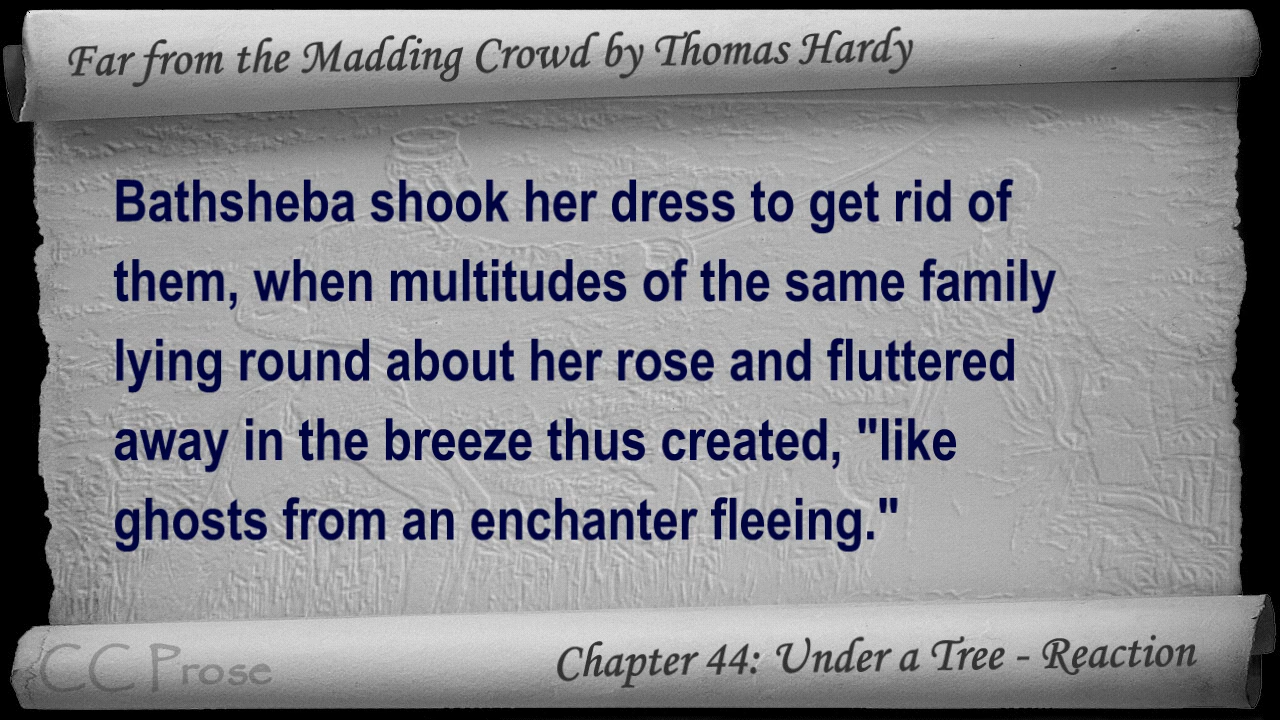 Far from the Madding Crowd by Thomas Hardy
Bathsheba shook her dress to get rid of
them, when multitudes of the same family
lying round about her rose and fluttered
away in the breeze thus created, "like
ghosts from an enchanter fleeing."
CC Prose
Chapter 44: Under a Tree - Reaction